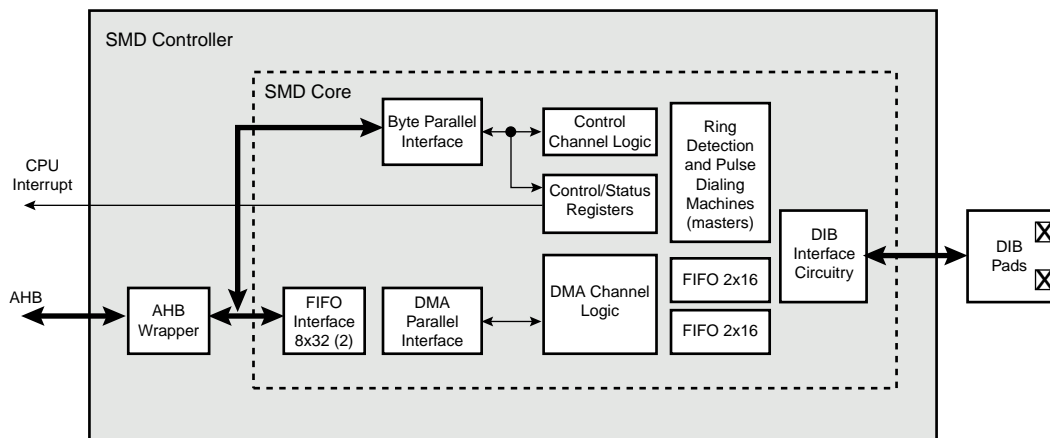 SMD Controller
SMD Core
Byte Parallel
Interface
Control
Channel Logic
Ring
Detection
and Pulse
Dialing
Machines
(masters)
CPU
Interrupt
Control/Status
Registers
DIB
Interface
Circuitry
DIB
Pads
AHB
AHB
Wrapper
FIFO
Interface
8x32 (2)
DMA
Parallel
Interface
DMA Channel
Logic
FIFO 2x16
FIFO 2x16